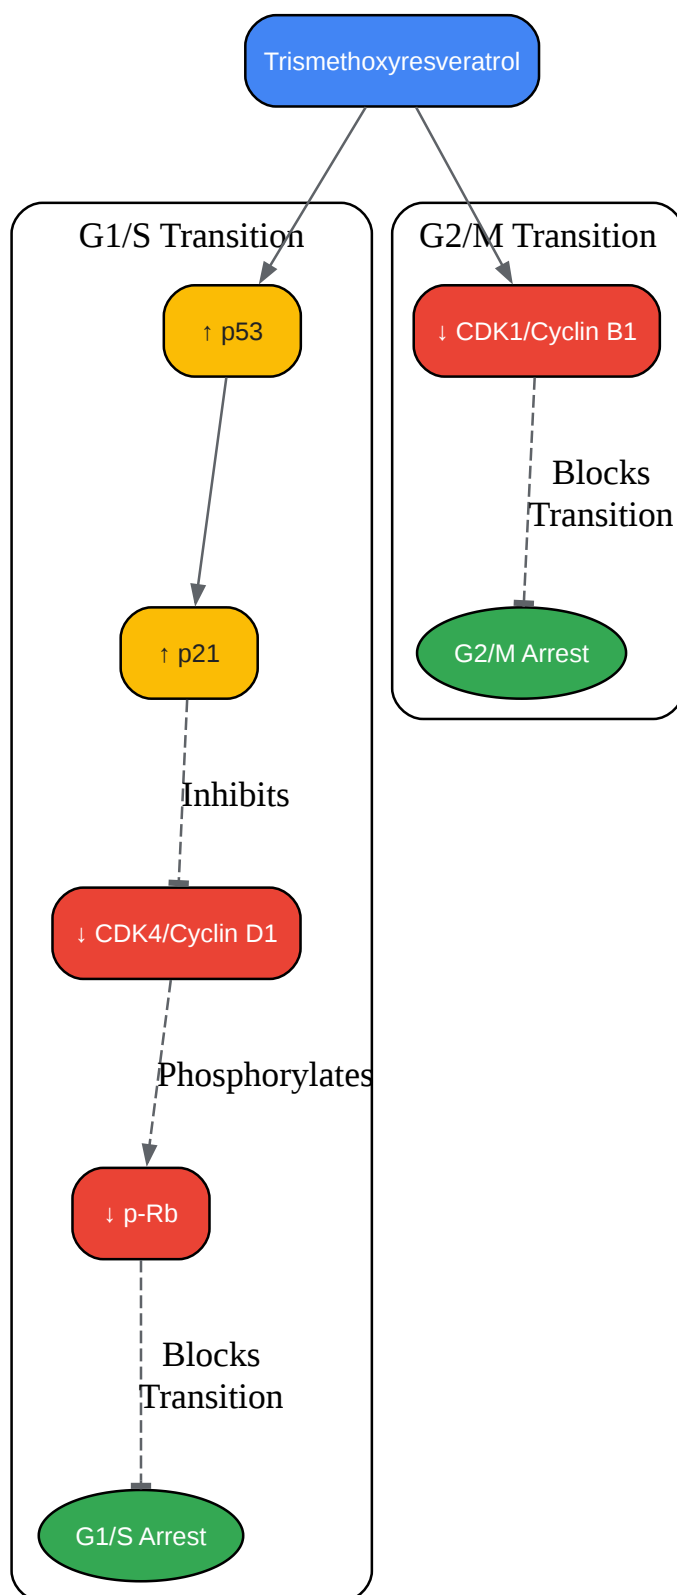 Trismethoxyresveratrol
G1/S Transition
↑ p53
↑ p21
Inhibits
↓ CDK4/Cyclin D1
Phosphorylates
↓ p-Rb
Blocks
Transition
G1/S Arrest
G2/M Transition
↓ CDK1/Cyclin B1
Blocks
Transition
G2/M Arrest